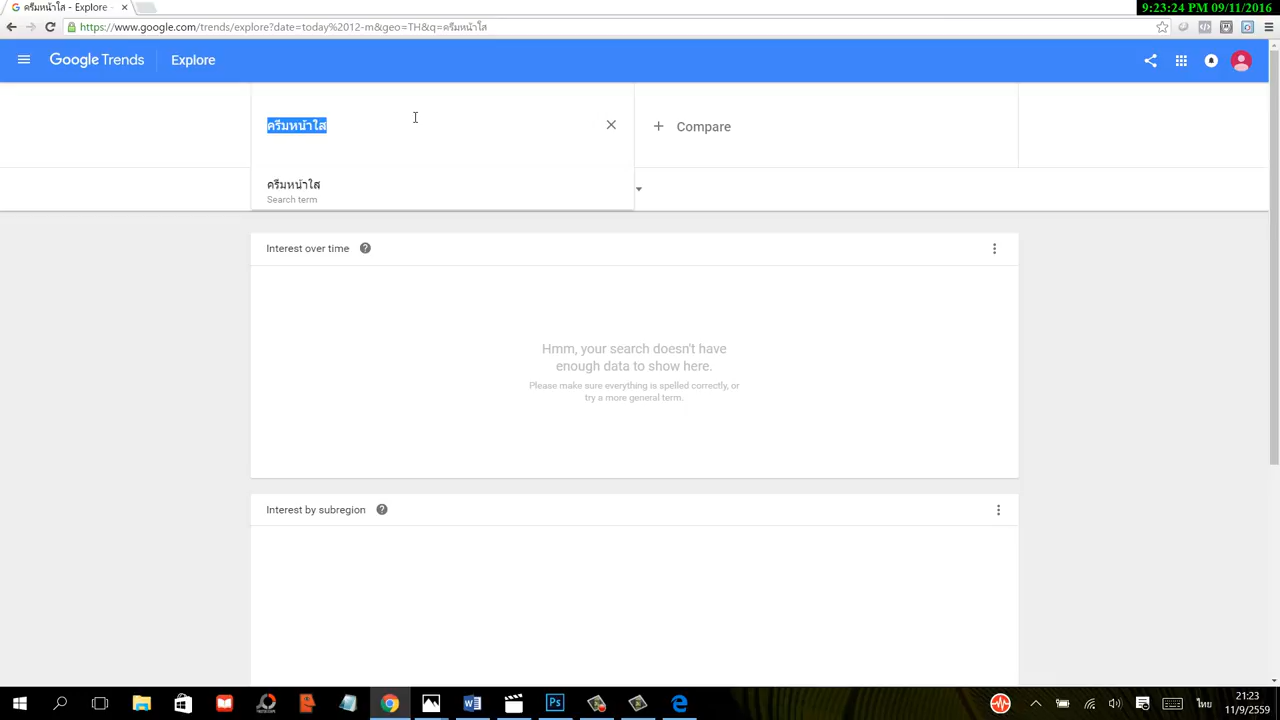 9:23:24 PM 09/11/2016
ครีมหน้าใส - Explore -
https://www.google.com/trends/explore?date=today%2012-m&geo=TH&q=ครีมหน้าใส
Google Trends
Explore
ครีมหน้าใส
+ Compare
ครีมหน้าใส
Search term
Interest over time
Hmm, your search doesn't have
enough data to show here.
Please make sure everything is spelled correctly, or
try a more general term.
Interest by subregion
ไทย
21:23
11/9/2559